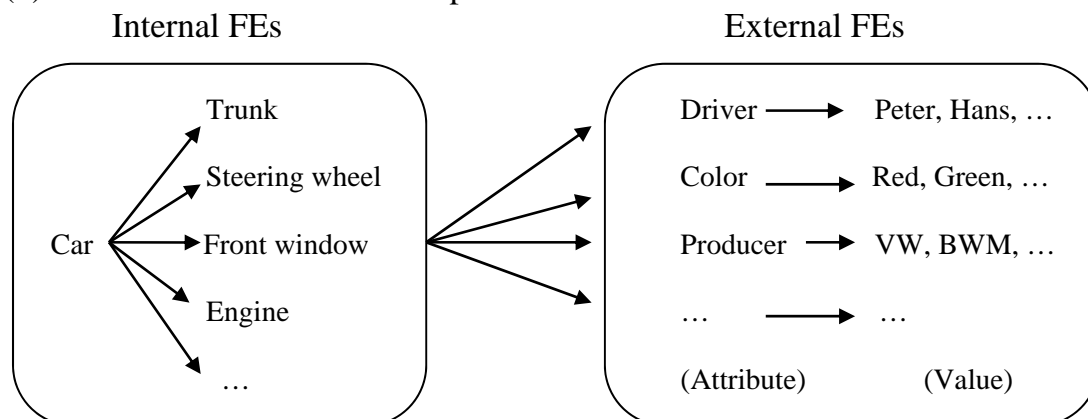 Internal FEs External FEs
Trunk Driver Peter, Hans, …
Steering wheel Color Red, Green, …
Car Front window Producer VW, BWM, …
Engine … …
… (Attribute) (Value)